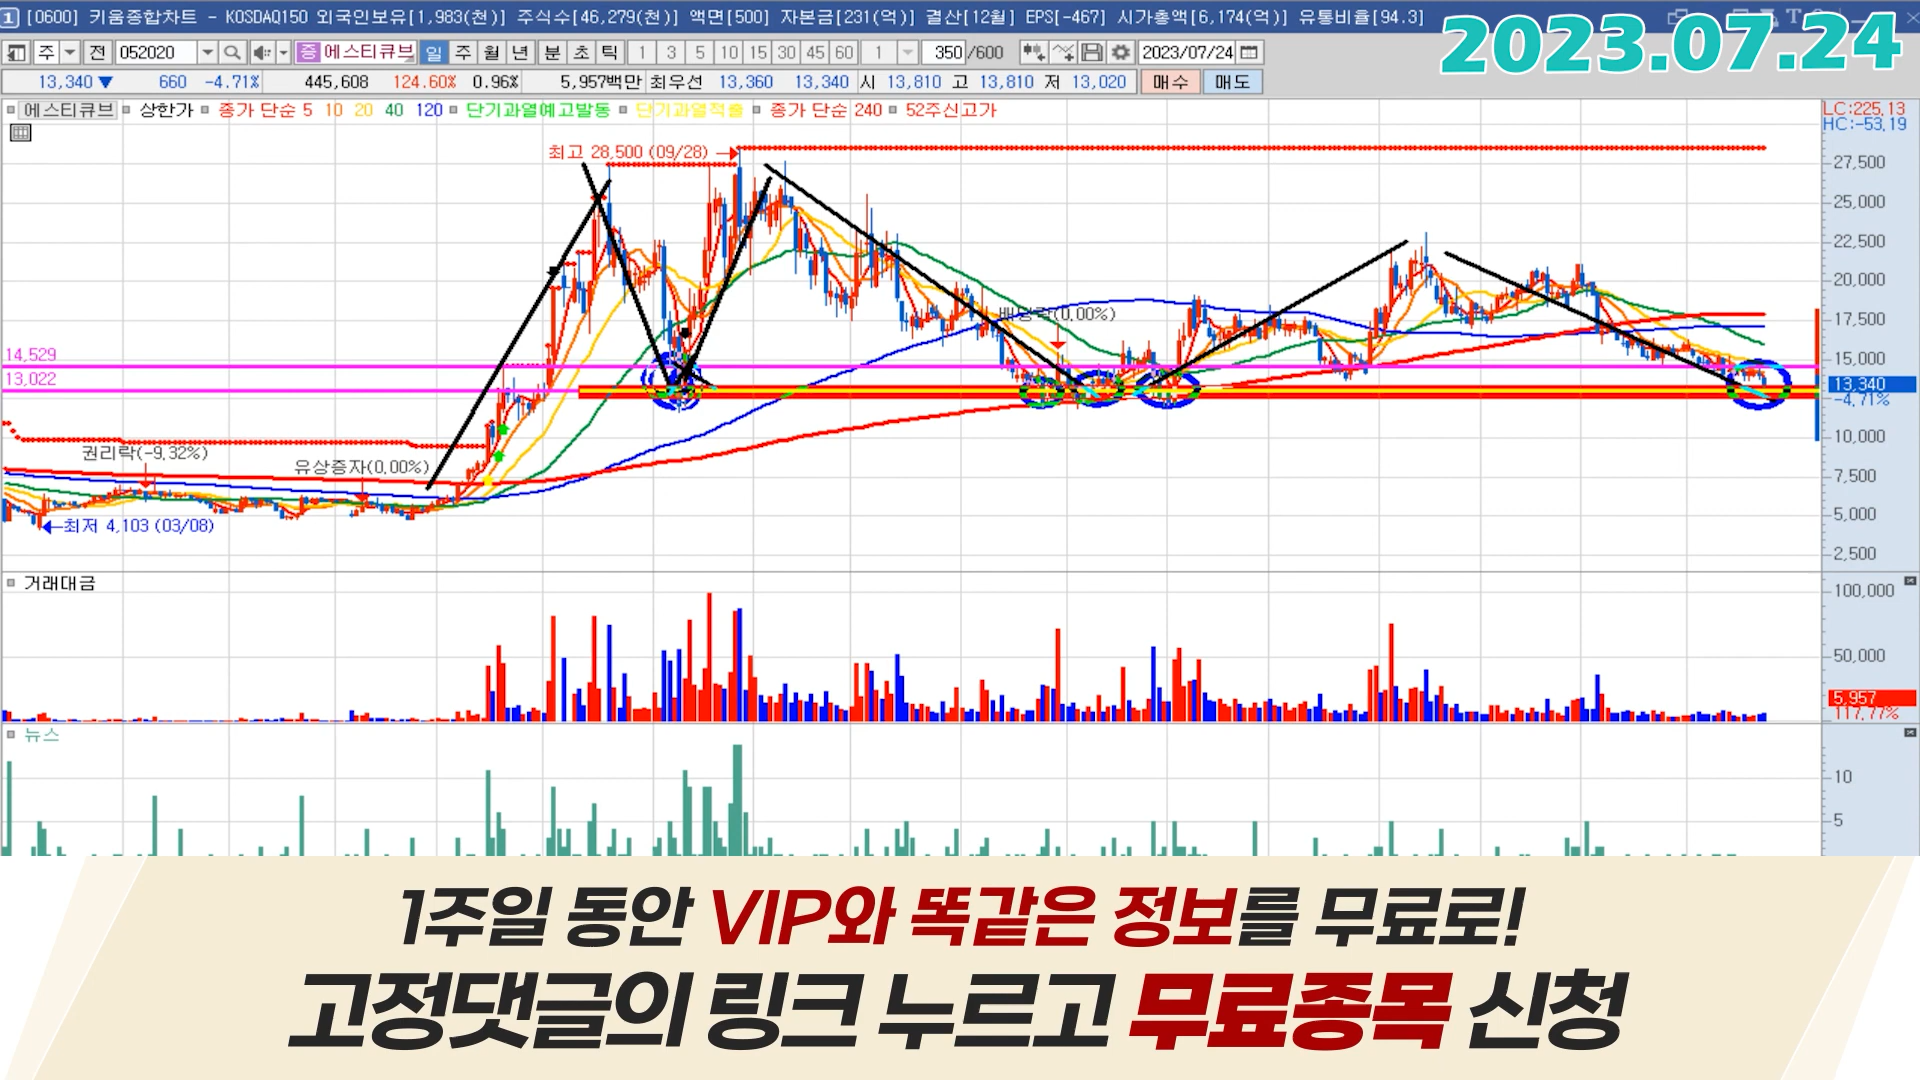 1 [0600] 키움종합차트 - KOSDAQ150 외국인보유[1,983(천)] 주식수[46,279(천)] 액면[500] 자본금[231(억)] 결산[12월] EPS[-467] 시가총액[6,174(억)] 유통비율[94.3]
2023.07.24
주 전 052020 증 에스티큐브 일 주 월 년 분 초 틱 1 3 5 10 15 30 45 60 1 350 /600 2023/07/24
13,340 ▼ 660 -4.71% 445,608 124.60% 0.96% 5,957백만 최우선 13,360 13,340 시 13,810 고 13,810 저 13,020 매수 매도
에스티큐브 상한가 종가 단순 5 10 20 40 120 단기과열예고발동 단기과열적출 종가 단순 240 52주신고가
LC:225.13
HC:-53.19
최고 28,500 (09/28)
27,500
25,000
22,500
20,000
17,500
15,000
13,340
-4.71%
10,000
7,500
5,000
2,500
(0.00%)
14,529
13,022
권리락(-9.32%)
유상증자(0.00%)
최저 4,103 (03/08)
거래대금
100,000
50,000
5,957
117.77%
뉴스
10
5
1주일 동안 VIP와 똑같은 정보를 무료로!
고정댓글의 링크 누르고 무료종목 신청